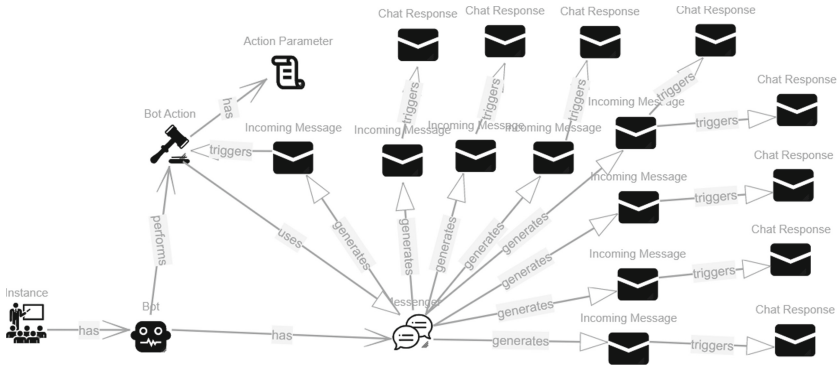 Chat Response
Chat Response
Chat Response
Chat Response
Action Parameter
triggers
Chat Response
has
triggers
triggers
triggers
Incoming Message
triggers
Bot Action
Incoming Message
Incoming Message
Incoming Message
Incoming Message
triggers
Chat Response
Incoming Message
triggers
performs
uses
generates
generates
generates
generates
generates
generates
Chat Response
Incoming Message
triggers
Instance
Bot
Messenger
generates
Chat Response
Incoming Message
has
has
generates
triggers